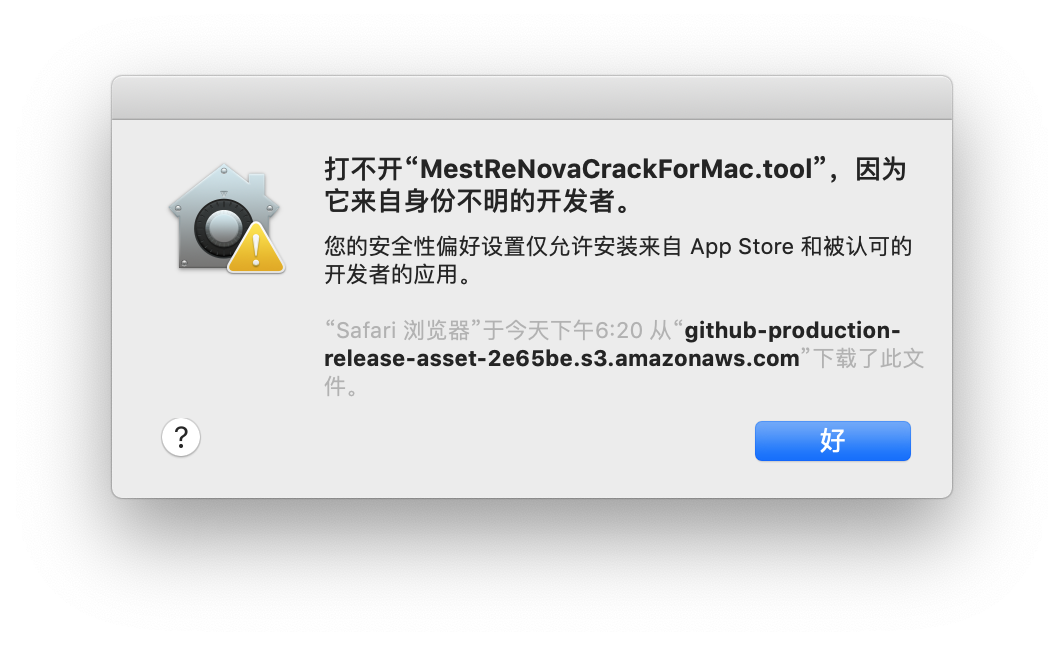 打不开“MestReNovaCrackForMac.tool”，因为
它来自身份不明的开发者。
您的安全性偏好设置仅允许安装来自 App Store 和被认可的
开发者的应用。
“Safari 浏览器”于今天下午6:20 从“github-production-
release-asset-2e65be.s3.amazonaws.com”下载了此文
件。
?
好